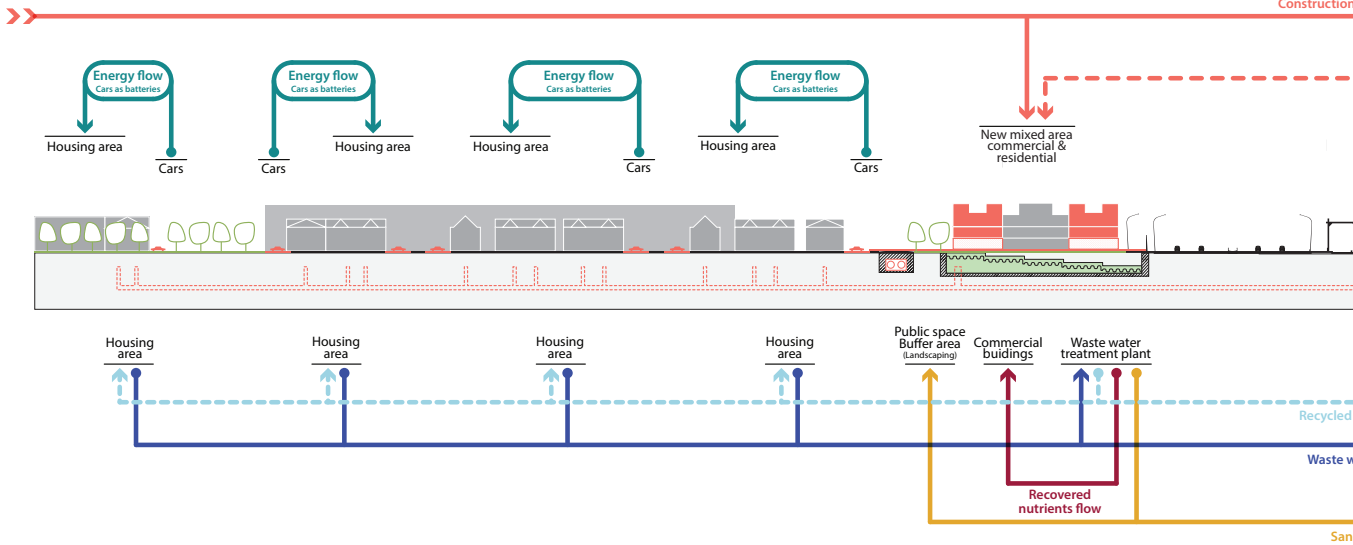 Construction
Energy flow
Cars as batteries
Energy flow
Cars as batteries
Energy flow
Cars as batteries
Energy flow
Cars as batteries
Housing area
Cars
Cars
Housing area
Housing area
Cars
Housing area
Cars
New mixed area
commercial &
residential
Housing
area
Housing
area
Housing
area
Housing
area
Public space
Buffer area
(Landscaping)
Commercial
buidings
Waste water
treatment plant
Recycled
Waste w
Recovered
nutrients flow
San